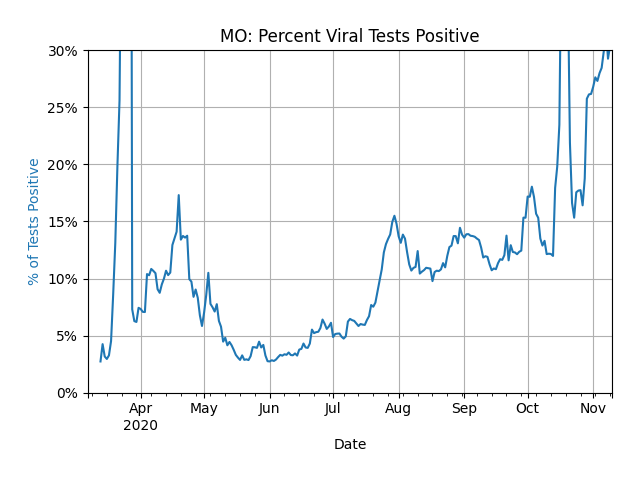 MO: Percent Viral Tests Positive
30%
25%
20%
15%
10%
5%
0%
% of Tests Positive
Apr May Jun Jul Aug Sep Oct Nov
2020
Date